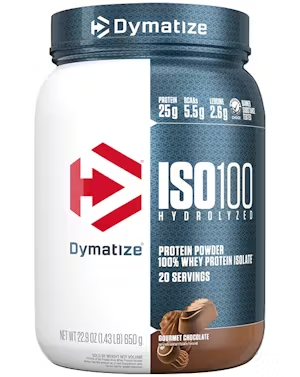 Dymatize
PROTEIN BCAAs LEUCINE
25g 5.5g 2.6g
ISO100
HYDROLYZED
Dymatize®
PROTEIN POWDER
100% WHEY PROTEIN ISOLATE
20 SERVINGS
GOURMET CHOCOLATE
NET WT 22.9 OZ (1.43 LB) 650 g